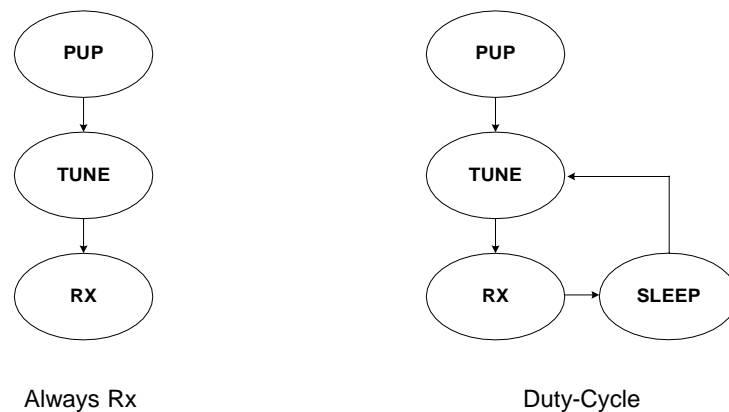 PUP
TUNE
RX
Always Rx
PUP
TUNE
RX
SLEEP
Duty-Cycle